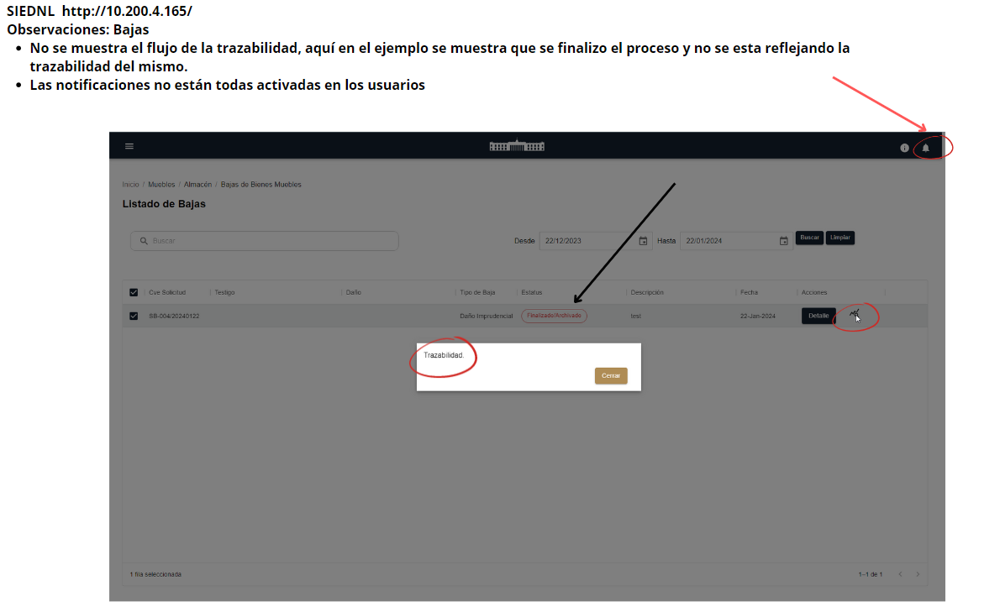 SIEDNL  http://10.200.4.165/
Observaciones: Bajas
• No se muestra el flujo de la trazabilidad, aquí en el ejemplo se muestra que se finalizo el proceso y no se esta reflejando la
trazabilidad del mismo.
• Las notificaciones no están todas activadas en los usuarios
Inicio / Muebles / Almacén / Bajas de Bienes Muebles
Listado de Bajas
Buscar Desde 22/12/2023 Hasta 22/01/2024 Buscar Limpiar
Cve Solicitud Testigo Daño Tipo de Baja Estatus Descripción Fecha Acciones
SB-004/20240122 Daño Imprudencial Finalizado/Archivado test 22-Jan-2024 Detalle
Trazabilidad.
Cerrar
1 fila seleccionada 1–1 de 1